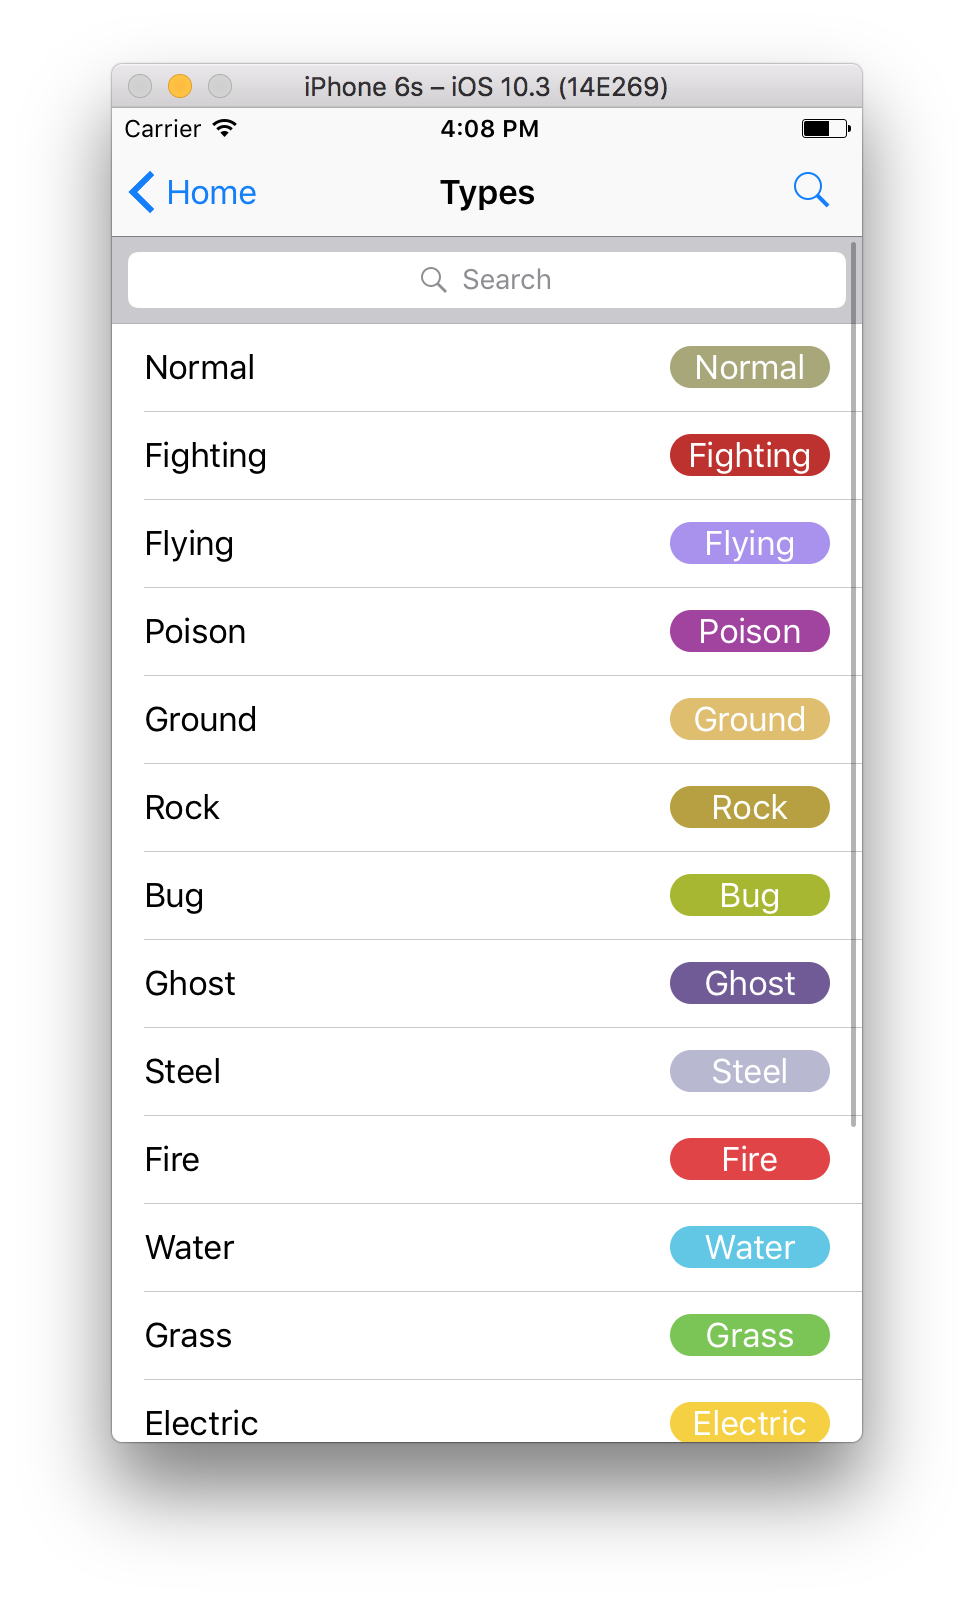 iPhone 6s – iOS 10.3 (14E269)
Carrier 4:08 PM
Home Types
Search
Normal Normal
Fighting Fighting
Flying Flying
Poison Poison
Ground Ground
Rock Rock
Bug Bug
Ghost Ghost
Steel Steel
Fire Fire
Water Water
Grass Grass
Electric Electric